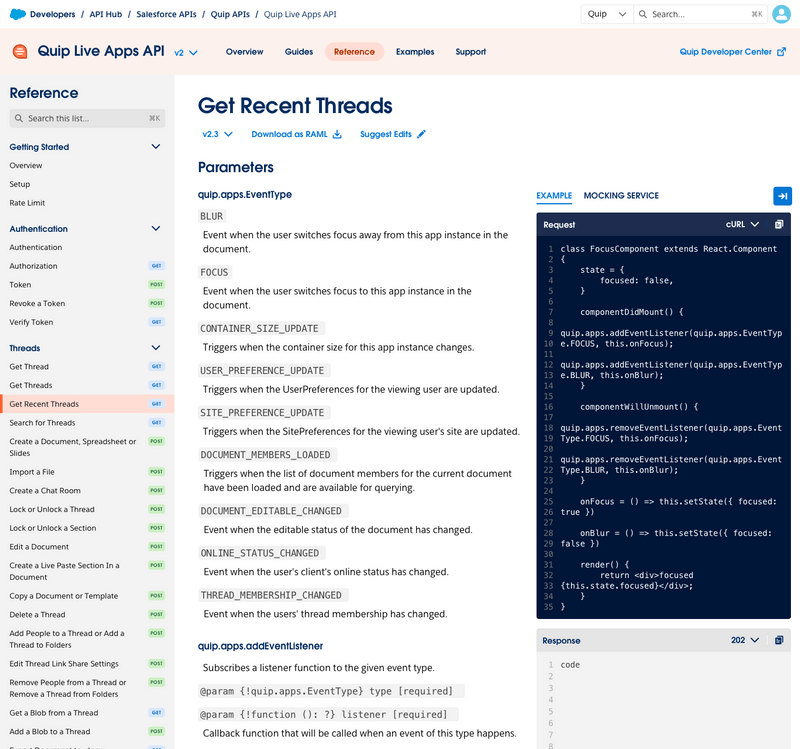 Developers / API Hub / Salesforce APIs / Quip APIs / Quip Live Apps API
Quip
Search... ⌘K
Quip Live Apps API v2
Overview Guides Reference Examples Support
Quip Developer Center
Reference
Search this list... ⌘K
Getting Started
Overview
Setup
Rate Limit
Authentication
Authentication
Authorization GET
Token POST
Revoke a Token POST
Verify Token GET
Threads
Get Thread GET
Get Threads GET
Get Recent Threads GET
Search for Threads GET
Create a Document, Spreadsheet or POST
Slides
Import a File POST
Create a Chat Room POST
Lock or Unlock a Thread POST
Lock or Unlock a Section POST
Edit a Document POST
Create a Live Paste Section In a POST
Document
Copy a Document or Template POST
Delete a Thread POST
Add People to a Thread or Add a POST
Thread to Folders
Edit Thread Link Share Settings POST
Remove People from a Thread or POST
Remove a Thread from Folders
Get a Blob from a Thread GET
Add a Blob to a Thread POST
Get Recent Threads
v2.3 Download as RAML Suggest Edits
Parameters
quip.apps.EventType
BLUR
Event when the user switches focus away from this app instance in the
document.
FOCUS
Event when the user switches focus to this app instance in the
document.
CONTAINER_SIZE_UPDATE
Triggers when the container size for this app instance changes.
USER_PREFERENCE_UPDATE
Triggers when the UserPreferences for the viewing user are updated.
SITE_PREFERENCE_UPDATE
Triggers when the SitePreferences for the viewing user's site are updated.
DOCUMENT_MEMBERS_LOADED
Triggers when the list of document members for the current document
have been loaded and are available for querying.
DOCUMENT_EDITABLE_CHANGED
Event when the editable status of the document has changed.
ONLINE_STATUS_CHANGED
Event when the user's client's online status has changed.
THREAD_MEMBERSHIP_CHANGED
Event when the users' thread membership has changed.
quip.apps.addEventListener
Subscribes a listener function to the given event type.
@param {!quip.apps.EventType} type [required]
@param {!function (): ?} listener [required]
Callback function that will be called when an event of this type happens.
EXAMPLE MOCKING SERVICE
Request cURL
1 class FocusComponent extends React.Component
2 {
3 state = {
4 focused: false,
5 }
6
7 componentDidMount() {
8
9 quip.apps.addEventListener(quip.apps.EventTyp
10 e.FOCUS, this.onFocus);
11
12 quip.apps.addEventListener(quip.apps.EventTyp
13 e.BLUR, this.onBlur);
14 }
15
16 componentWillUnmount() {
17
18 quip.apps.removeEventListener(quip.apps.Event
19 Type.FOCUS, this.onFocus);
20
21 quip.apps.removeEventListener(quip.apps.Event
22 Type.BLUR, this.onBlur);
23 }
24
25 onFocus = () => this.setState({ focused:
26 true })
27
28 onBlur = () => this.setState({ focused:
29 false })
30
31 render() {
32 return <div>focused
33 {this.state.focused}</div>;
34 }
35 }
Response 202
1 code
2
3
4
5
6
7
8